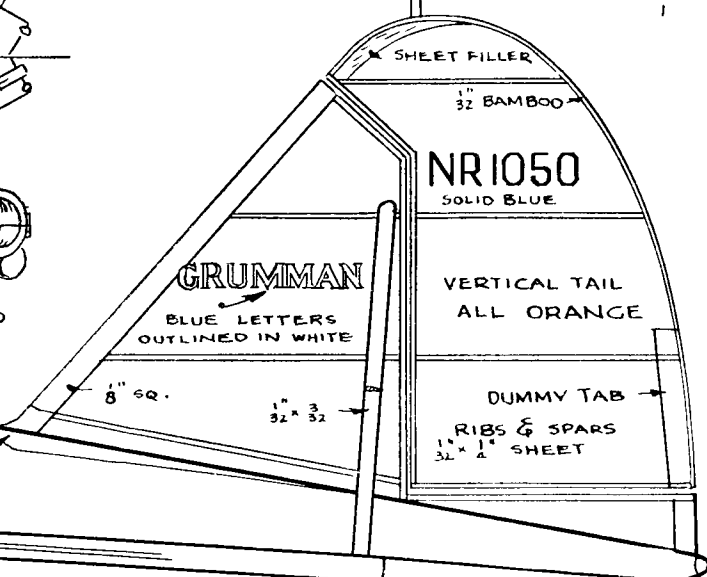 SHEET FILLER
1/32" BAMBOO
NR1050
SOLID BLUE
GRUMMAN
BLUE LETTERS
OUTLINED IN WHITE
VERTICAL TAIL
ALL ORANGE
1/8" SQ.
1/32" x 3/32
DUMMY TAB
RIBS & SPARS
1/32" x 1/4" SHEET